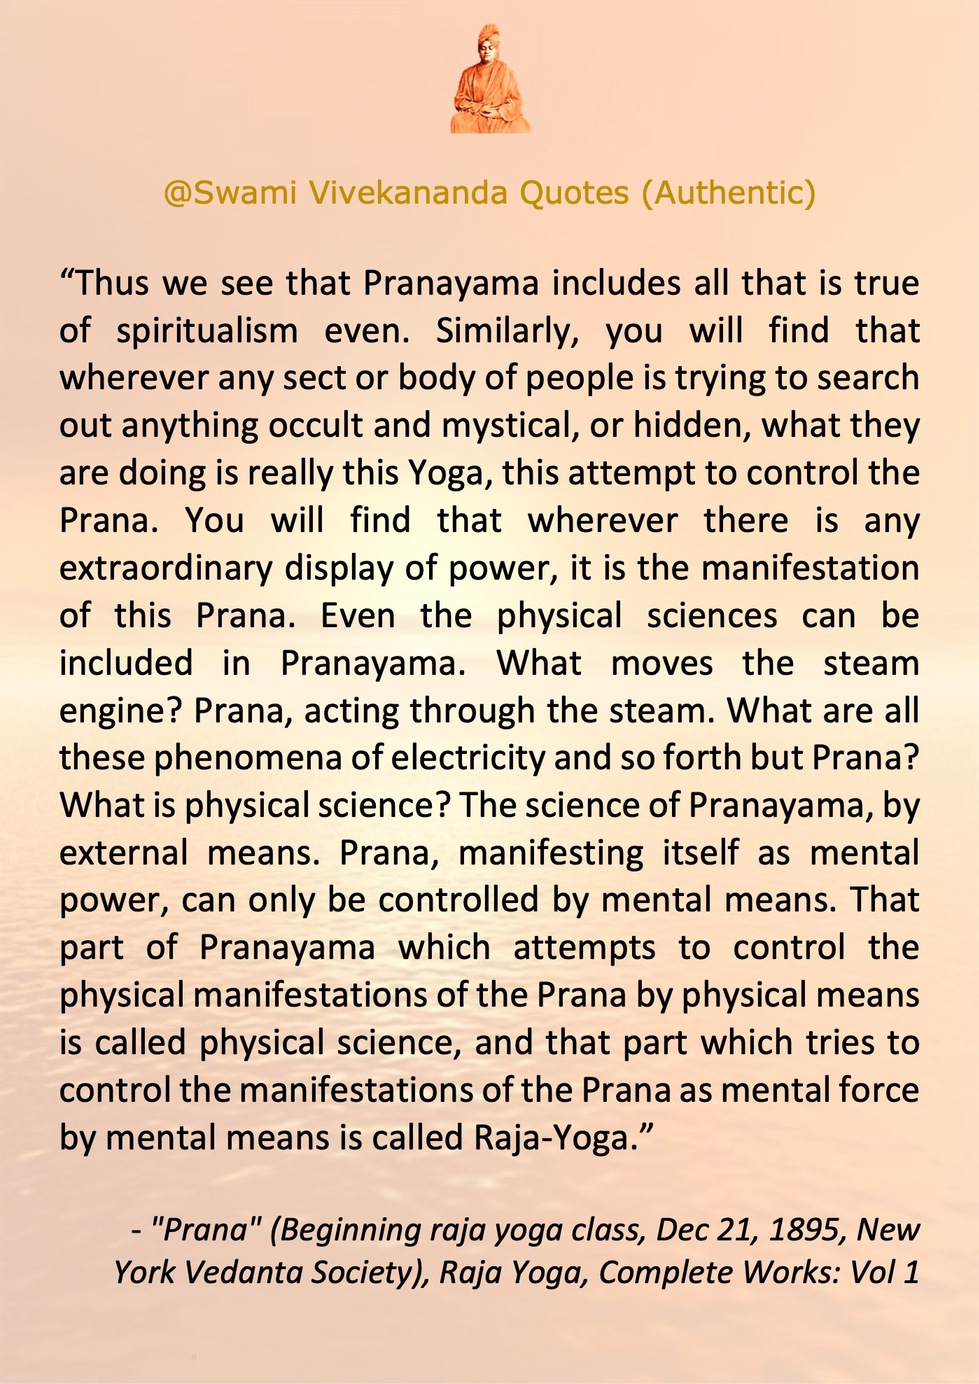 @Swami Vivekananda Quotes (Authentic)
“Thus we see that Pranayama includes all that is true
of spiritualism even. Similarly, you will find that
wherever any sect or body of people is trying to search
out anything occult and mystical, or hidden, what they
are doing is really this Yoga, this attempt to control the
Prana. You will find that wherever there is any
extraordinary display of power, it is the manifestation
of this Prana. Even the physical sciences can be
included in Pranayama. What moves the steam
engine? Prana, acting through the steam. What are all
these phenomena of electricity and so forth but Prana?
What is physical science? The science of Pranayama, by
external means. Prana, manifesting itself as mental
power, can only be controlled by mental means. That
part of Pranayama which attempts to control the
physical manifestations of the Prana by physical means
is called physical science, and that part which tries to
control the manifestations of the Prana as mental force
by mental means is called Raja-Yoga.”
- "Prana" (Beginning raja yoga class, Dec 21, 1895, New
York Vedanta Society), Raja Yoga, Complete Works: Vol 1